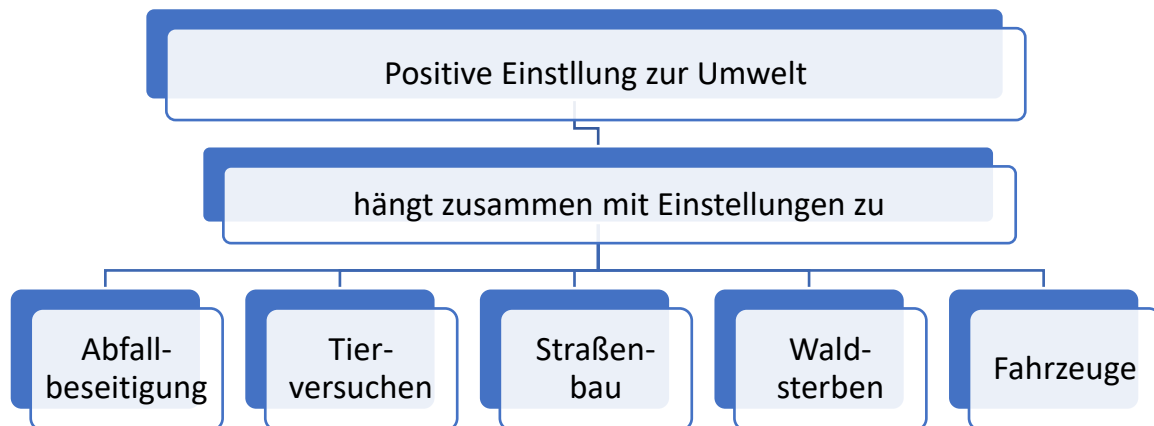 Positive Einstllung zur Umwelt
hängt zusammen mit Einstellungen zu
Abfall-
beseitigung
Tier-
versuchen
Straßen-
bau
Wald-
sterben
Fahrzeuge